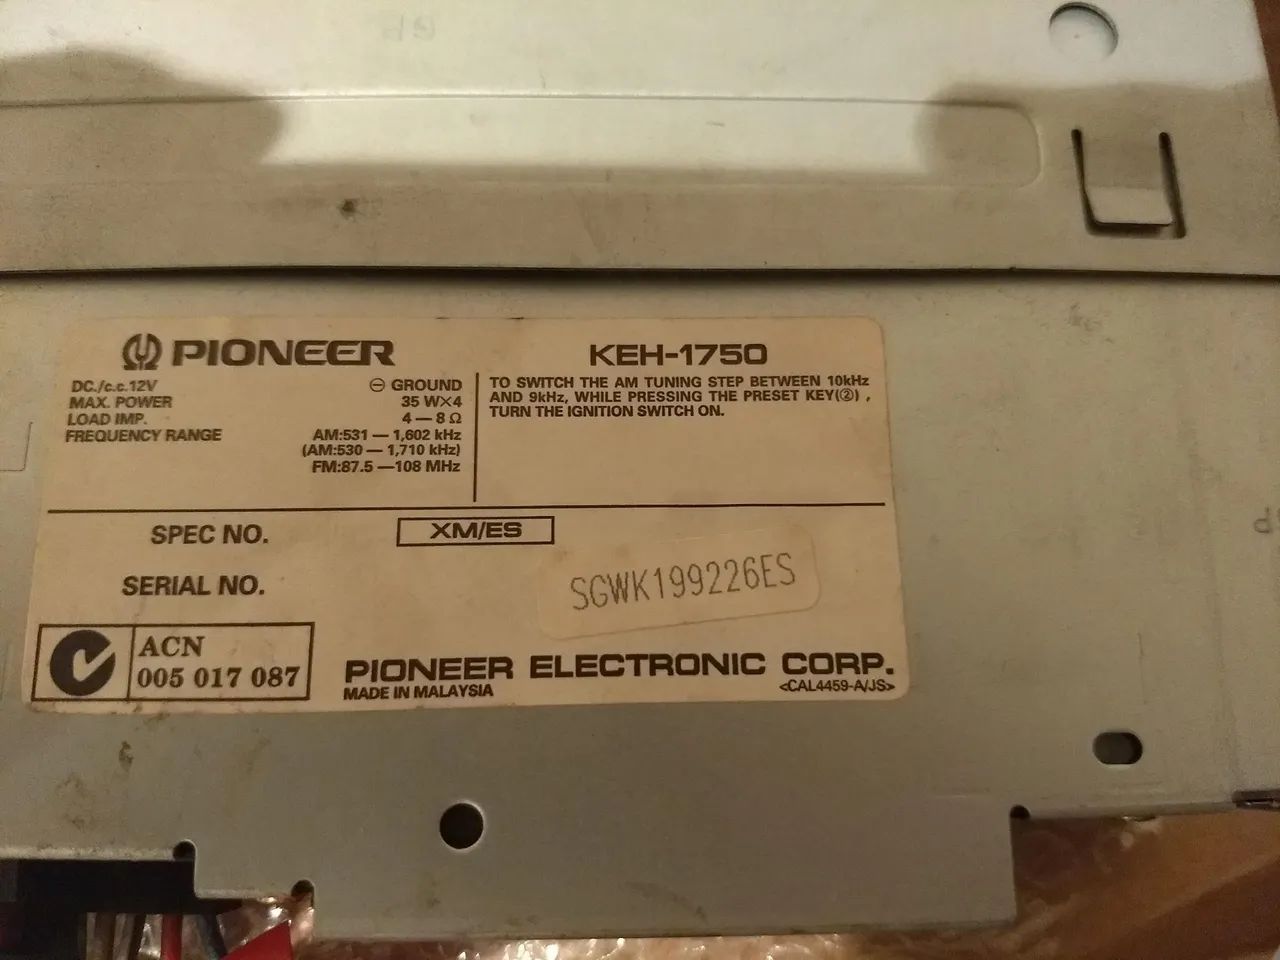 PIONEER
DC./c.c.12V ⊖ GROUND
MAX. POWER 35 W×4
LOAD IMP. 4 — 8 Ω
FREQUENCY RANGE AM:531 — 1,602 kHz
(AM:530 — 1,710 kHz)
FM:87.5 —108 MHz
KEH-1750
TO SWITCH THE AM TUNING STEP BETWEEN 10kHz
AND 9kHz, WHILE PRESSING THE PRESET KEY(②) ,
TURN THE IGNITION SWITCH ON.
SPEC NO. XM/ES
SERIAL NO. SGWK199226ES
ACN
005 017 087
PIONEER ELECTRONIC CORP.
MADE IN MALAYSIA <CAL4459-A/JS>